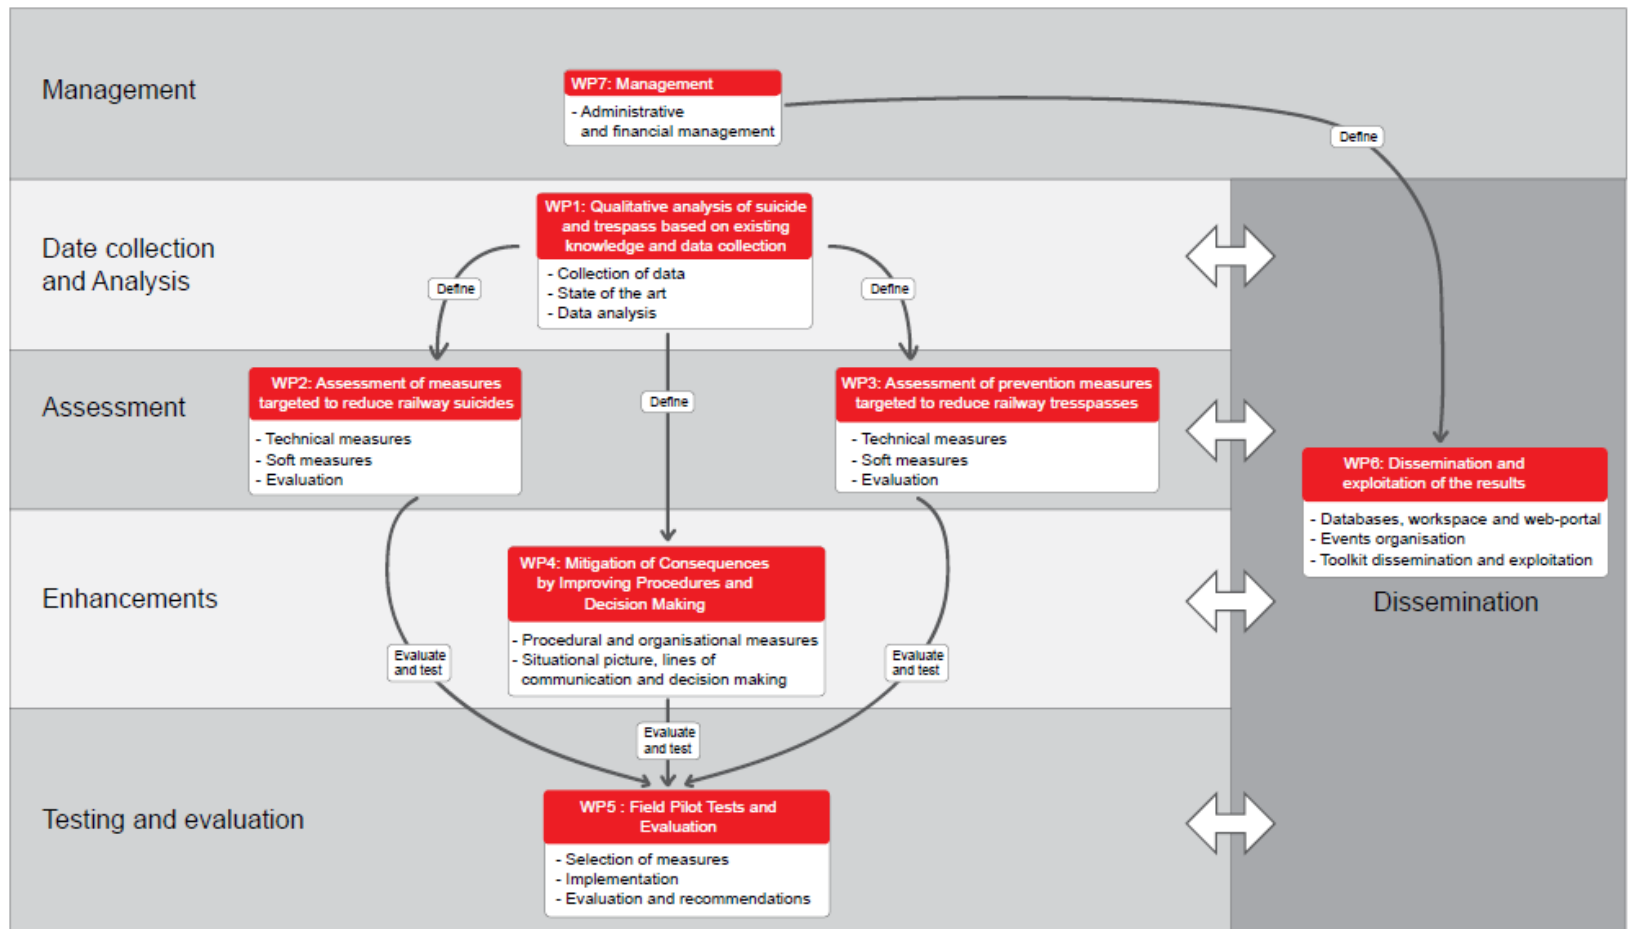 Management
WP7: Management
- Administrative
and financial management
Define
Date collection
and Analysis
WP1: Qualitative analysis of suicide
and trespass based on existing
knowledge and data collection
- Collection of data
- State of the art
- Data analysis
Define
Define
Define
Assessment
WP2: Assessment of measures
targeted to reduce railway suicides
- Technical measures
- Soft measures
- Evaluation
WP3: Assessment of prevention measures
targeted to reduce railway tresspasses
- Technical measures
- Soft measures
- Evaluation
WP6: Dissemination and
exploitation of the results
- Databases, workspace and web-portal
- Events organisation
- Toolkit dissemination and exploitation
Dissemination
Enhancements
WP4: Mitigation of Consequences
by Improving Procedures and
Decision Making
- Procedural and organisational measures
- Situational picture, lines of
communication and decision making
Evaluate
and test
Evaluate
and test
Evaluate
and test
Testing and evaluation
WP5 : Field Pilot Tests and
Evaluation
- Selection of measures
- Implementation
- Evaluation and recommendations